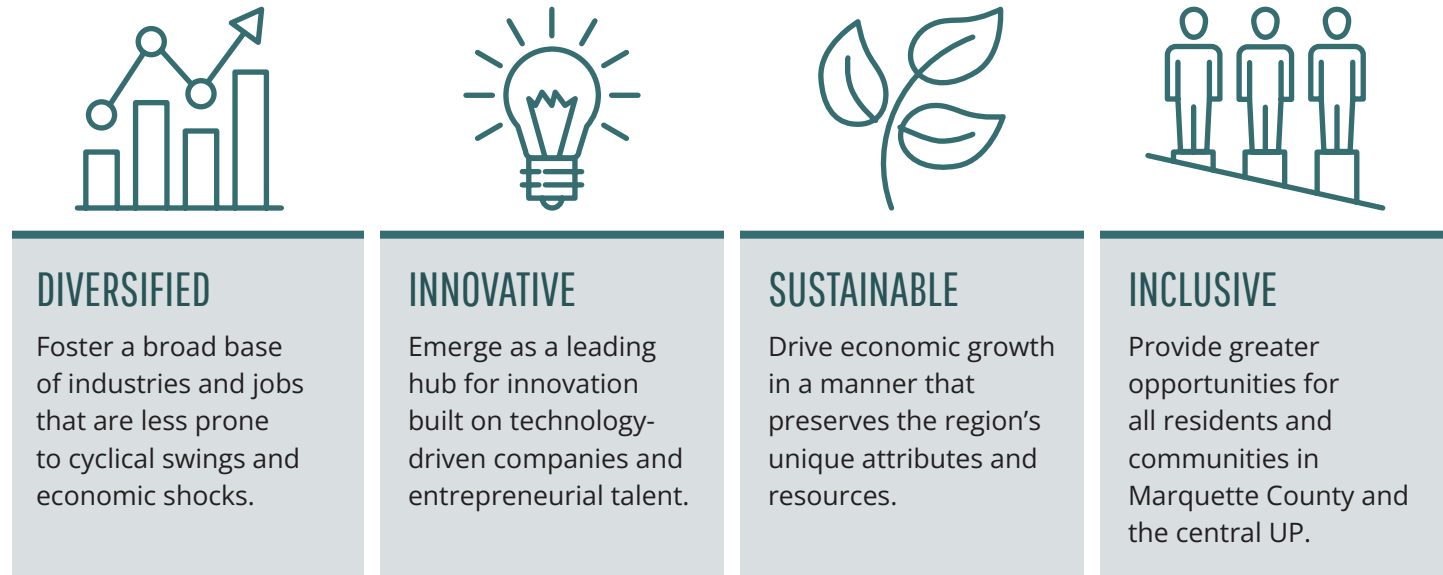 DIVERSIFIED
Foster a broad base
of industries and jobs
that are less prone
to cyclical swings and
economic shocks.
INNOVATIVE
Emerge as a leading
hub for innovation
built on technology-
driven companies and
entrepreneurial talent.
SUSTAINABLE
Drive economic growth
in a manner that
preserves the region’s
unique attributes and
resources.
INCLUSIVE
Provide greater
opportunities for
all residents and
communities in
Marquette County and
the central UP.